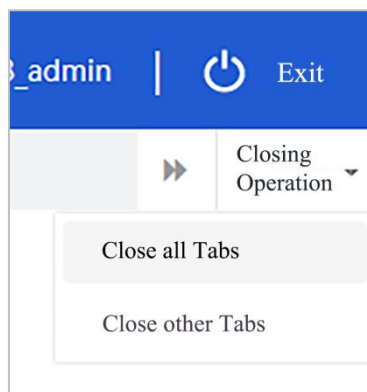 _admin | Exit
Closing
Operation
Close all Tabs
Close other Tabs